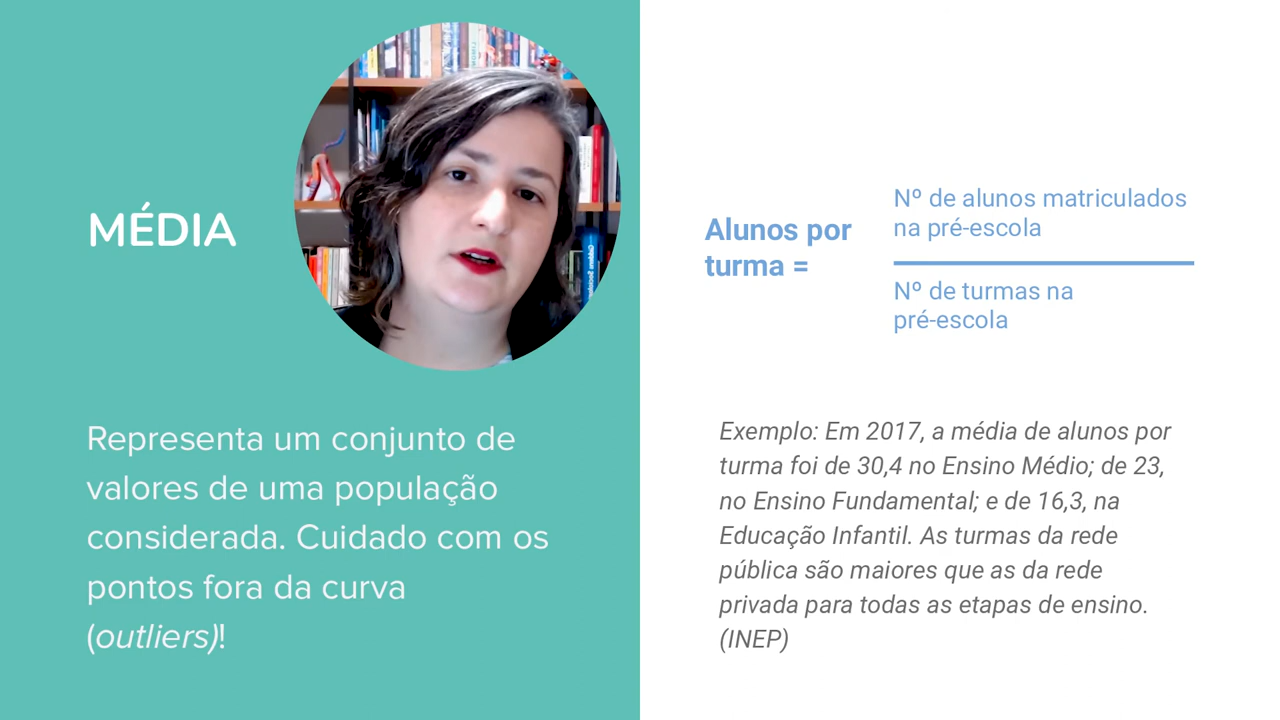 MÉDIA
Representa um conjunto de
valores de uma população
considerada. Cuidado com os
pontos fora da curva
(outliers)!
Alunos por
turma =
Nº de alunos matriculados
na pré-escola
Nº de turmas na
pré-escola
Exemplo: Em 2017, a média de alunos por
turma foi de 30,4 no Ensino Médio; de 23,
no Ensino Fundamental; e de 16,3, na
Educação Infantil. As turmas da rede
pública são maiores que as da rede
privada para todas as etapas de ensino.
(INEP)